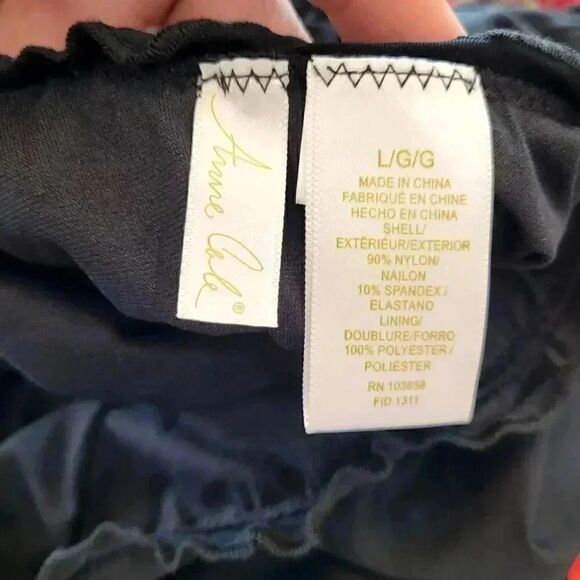 Anne Cole®
L/G/G
MADE IN CHINA
FABRIQUÉ EN CHINE
HECHO EN CHINA
SHELL/
EXTÉRIEUR/EXTERIOR
90% NYLON/
NAILON
10% SPANDEX/
ELASTANO
LINING/
DOUBLURE/FORRO
100% POLYESTER/
POLIÉSTER
RN 103658
FID 1311